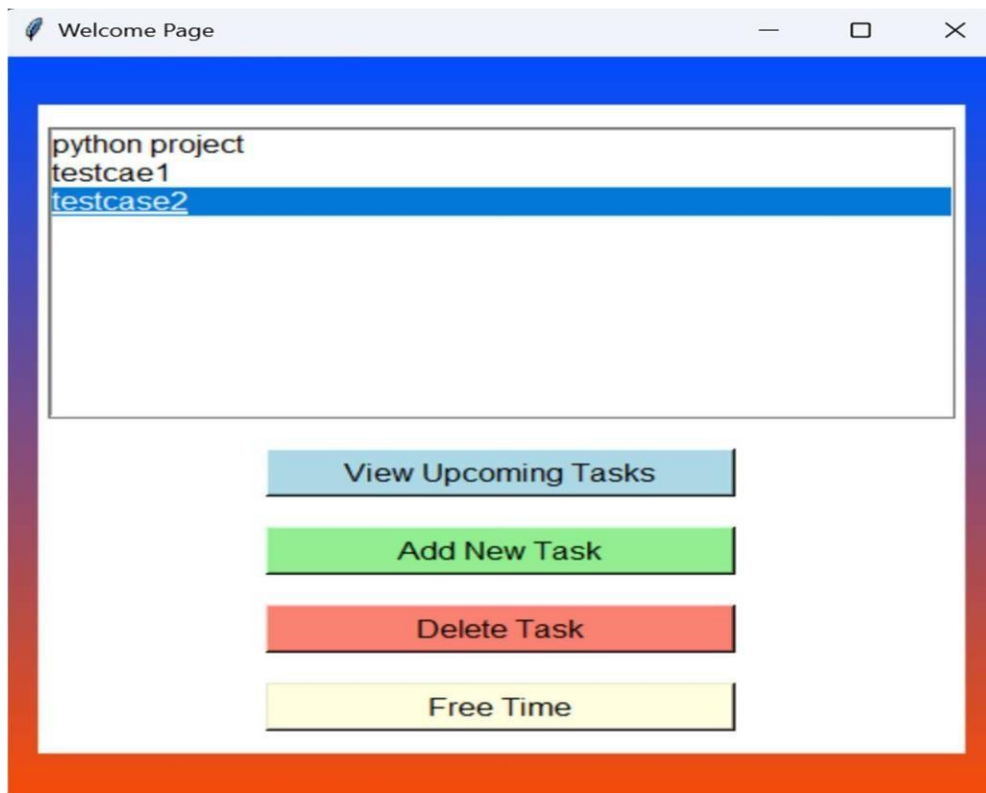 Welcome Page
python project
testcae1
testcase2
View Upcoming Tasks
Add New Task
Delete Task
Free Time